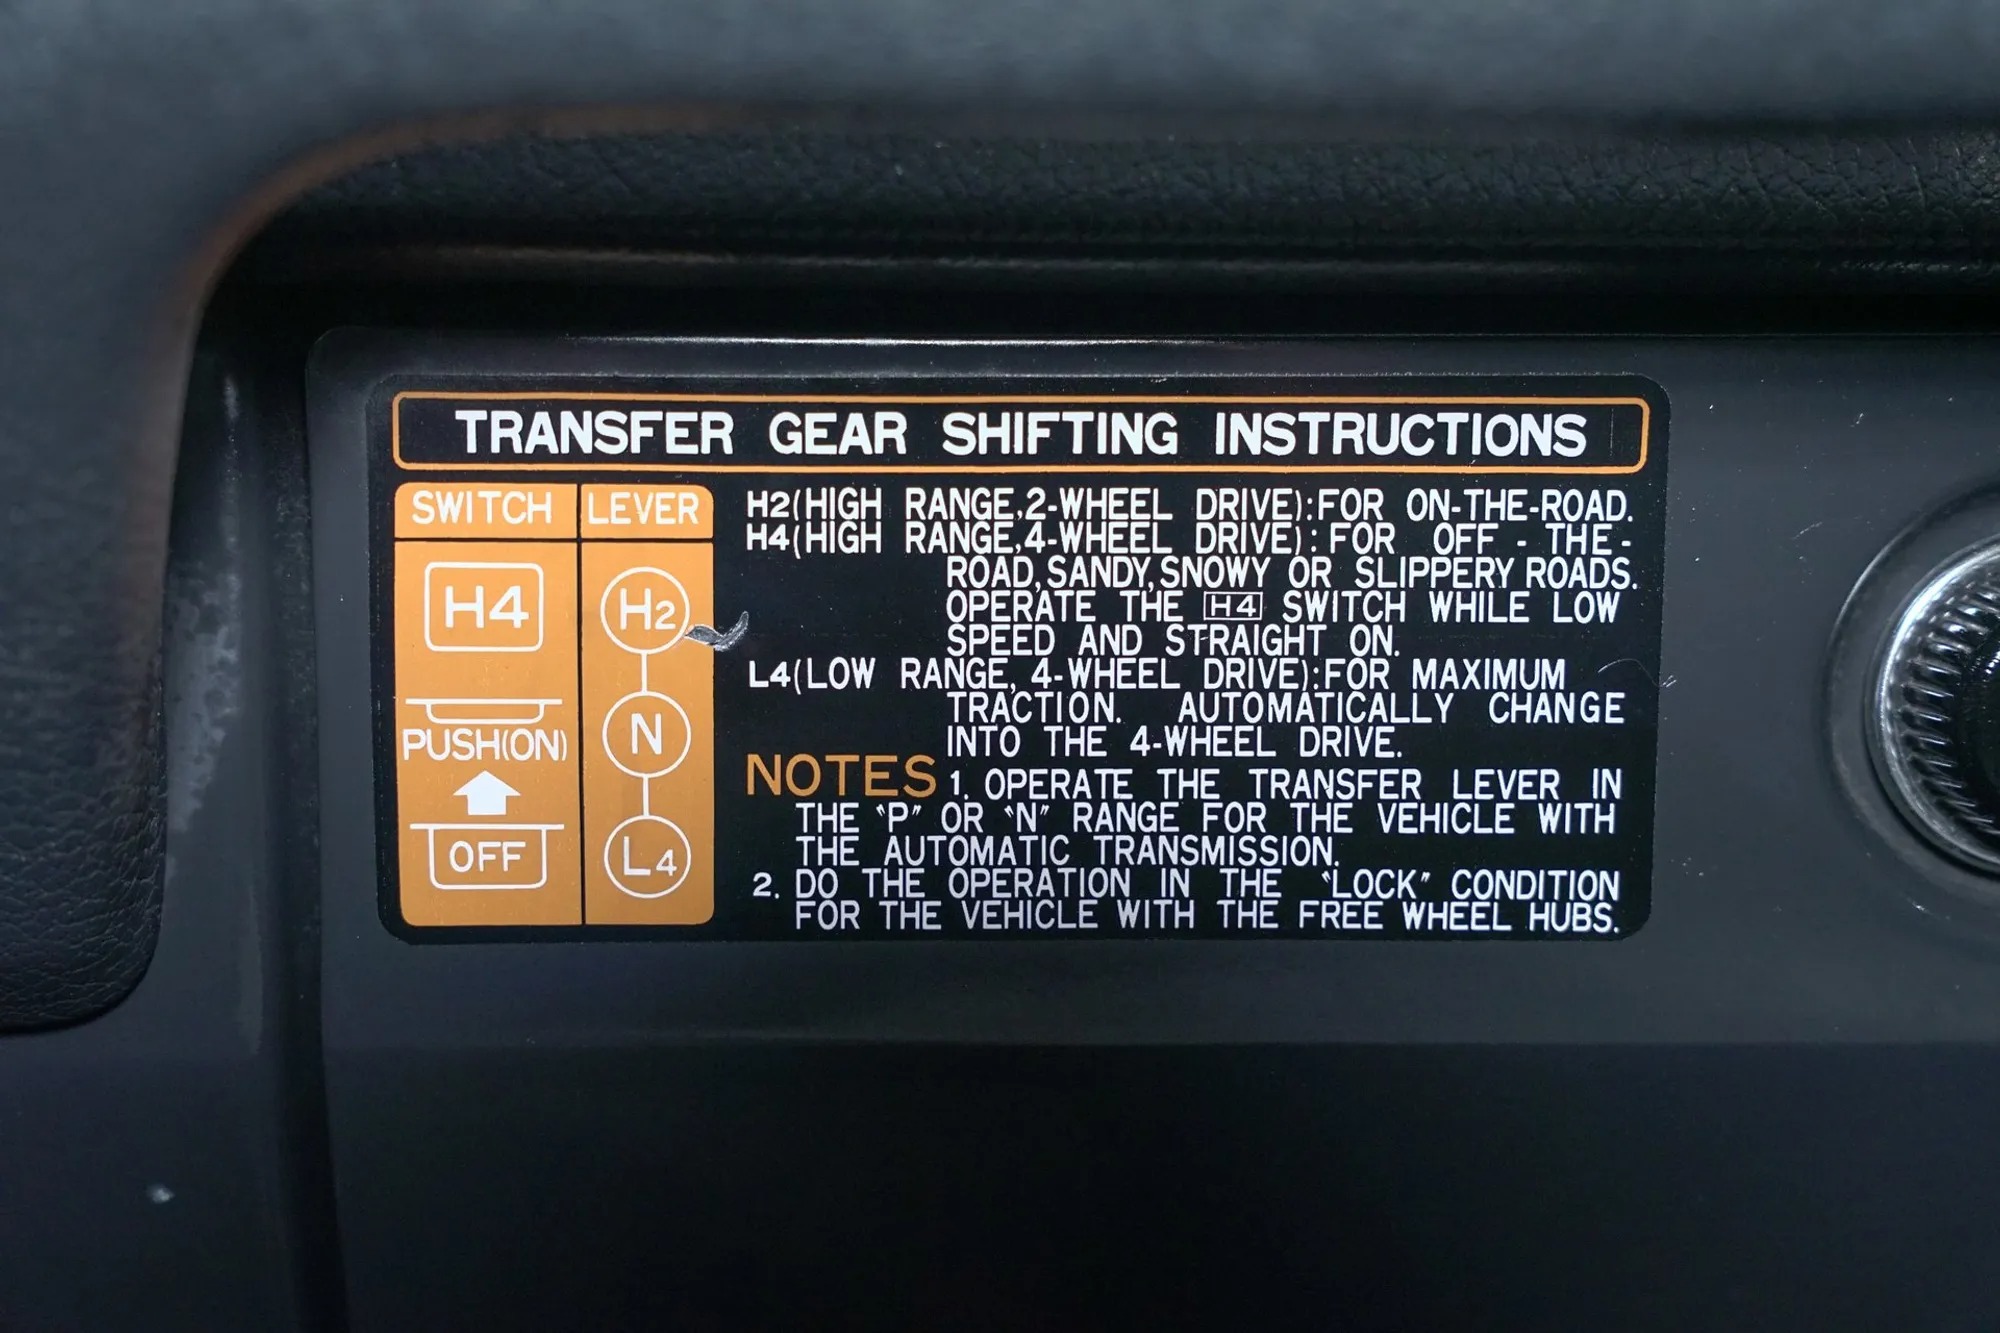 TRANSFER GEAR SHIFTING INSTRUCTIONS
SWITCH LEVER
H4
PUSH(ON)
OFF
H2
N
L4
H2(HIGH RANGE,2-WHEEL DRIVE):FOR ON-THE-ROAD.
H4(HIGH RANGE,4-WHEEL DRIVE):FOR OFF - THE-
ROAD,SANDY,SNOWY OR SLIPPERY ROADS.
OPERATE THE H4 SWITCH WHILE LOW
SPEED AND STRAIGHT ON.
L4(LOW RANGE, 4-WHEEL DRIVE):FOR MAXIMUM
TRACTION. AUTOMATICALLY CHANGE
INTO THE 4-WHEEL DRIVE.
NOTES 1. OPERATE THE TRANSFER LEVER IN
THE "P" OR "N" RANGE FOR THE VEHICLE WITH
THE AUTOMATIC TRANSMISSION.
2. DO THE OPERATION IN THE "LOCK" CONDITION
FOR THE VEHICLE WITH THE FREE WHEEL HUBS.